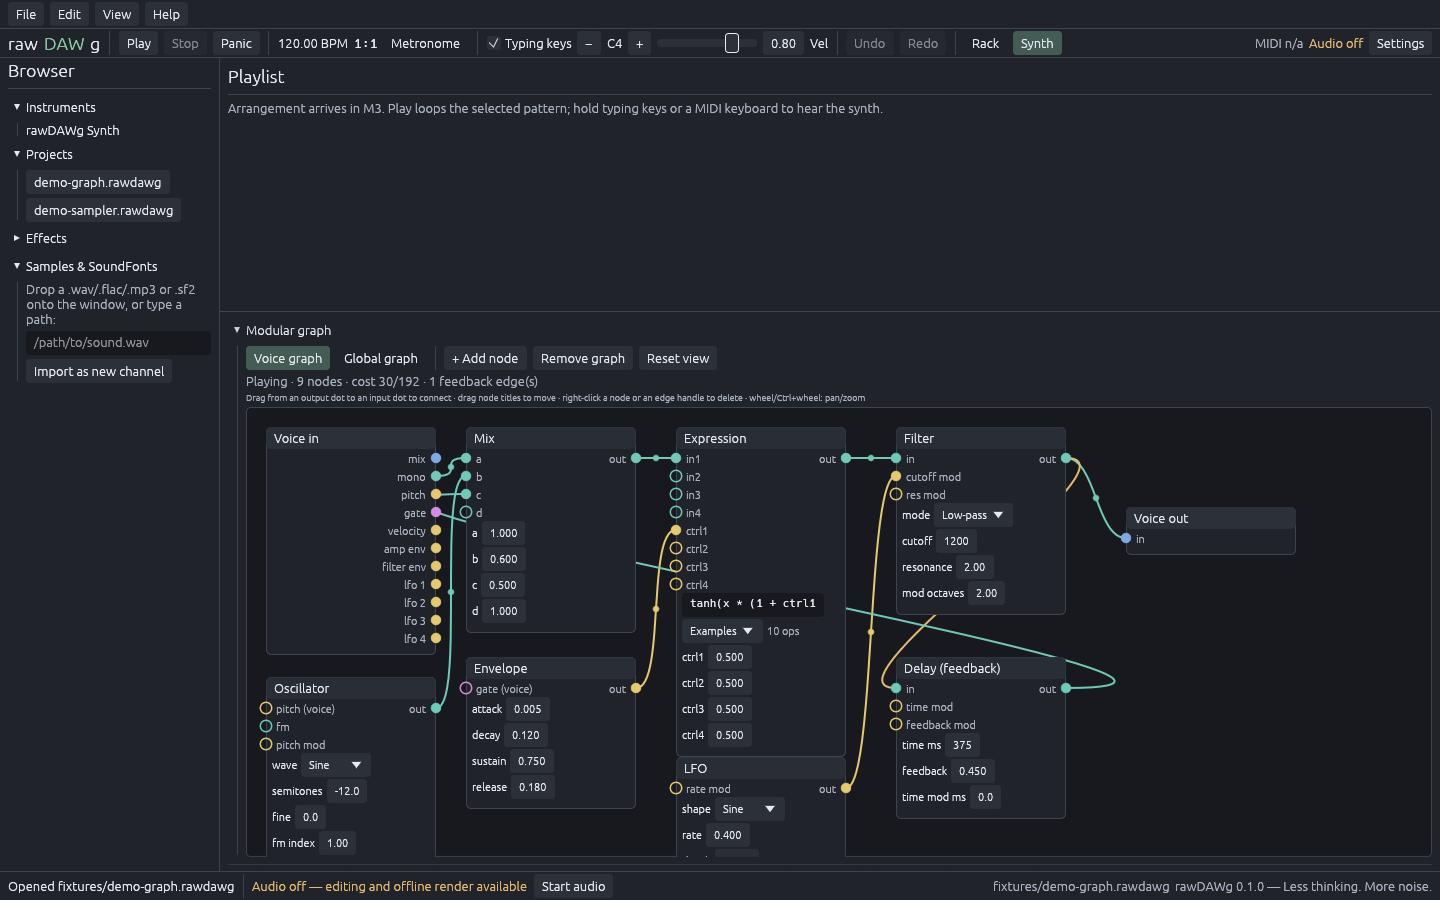 File Edit View Help
raw DAW g Play Stop Panic 120.00 BPM 1:1 Metronome Typing keys − C4 + 0.80 Vel Undo Redo Rack Synth MIDI n/a Audio off Settings
Browser
Instruments
rawDAWg Synth
Projects
demo-graph.rawdawg
demo-sampler.rawdawg
Effects
Samples & SoundFonts
Drop a .wav/.flac/.mp3 or .sf2
onto the window, or type a
path:
/path/to/sound.wav
Import as new channel
Playlist
Arrangement arrives in M3. Play loops the selected pattern; hold typing keys or a MIDI keyboard to hear the synth.
Modular graph
Voice graph Global graph + Add node Remove graph Reset view
Playing · 9 nodes · cost 30/192 · 1 feedback edge(s)
Drag from an output dot to an input dot to connect · drag node titles to move · right-click a node or an edge handle to delete · wheel/Ctrl+wheel: pan/zoom
Voice in
mix
mono
pitch
gate
velocity
amp env
filter env
lfo 1
lfo 2
lfo 3
lfo 4
Oscillator
pitch (voice) out
fm
pitch mod
wave Sine
semitones -12.0
fine 0.0
fm index 1.00
Mix
a out
b
c
d
a 1.000
b 0.600
c 0.500
d 1.000
Envelope
gate (voice) out
attack 0.005
decay 0.120
sustain 0.750
release 0.180
Expression
in1 out
in2
in3
in4
ctrl1
ctrl2
ctrl3
ctrl4
tanh(x * (1 + ctrl1
Examples 10 ops
ctrl1 0.500
ctrl2 0.500
ctrl3 0.500
ctrl4 0.500
LFO
rate mod out
shape Sine
rate 0.400
Filter
in out
cutoff mod
res mod
mode Low-pass
cutoff 1200
resonance 2.00
mod octaves 2.00
Delay (feedback)
in out
time mod
feedback mod
time ms 375
feedback 0.450
time mod ms 0.0
Voice out
in
Opened fixtures/demo-graph.rawdawg Audio off — editing and offline render available Start audio fixtures/demo-graph.rawdawg rawDAWg 0.1.0 — Less thinking. More noise.